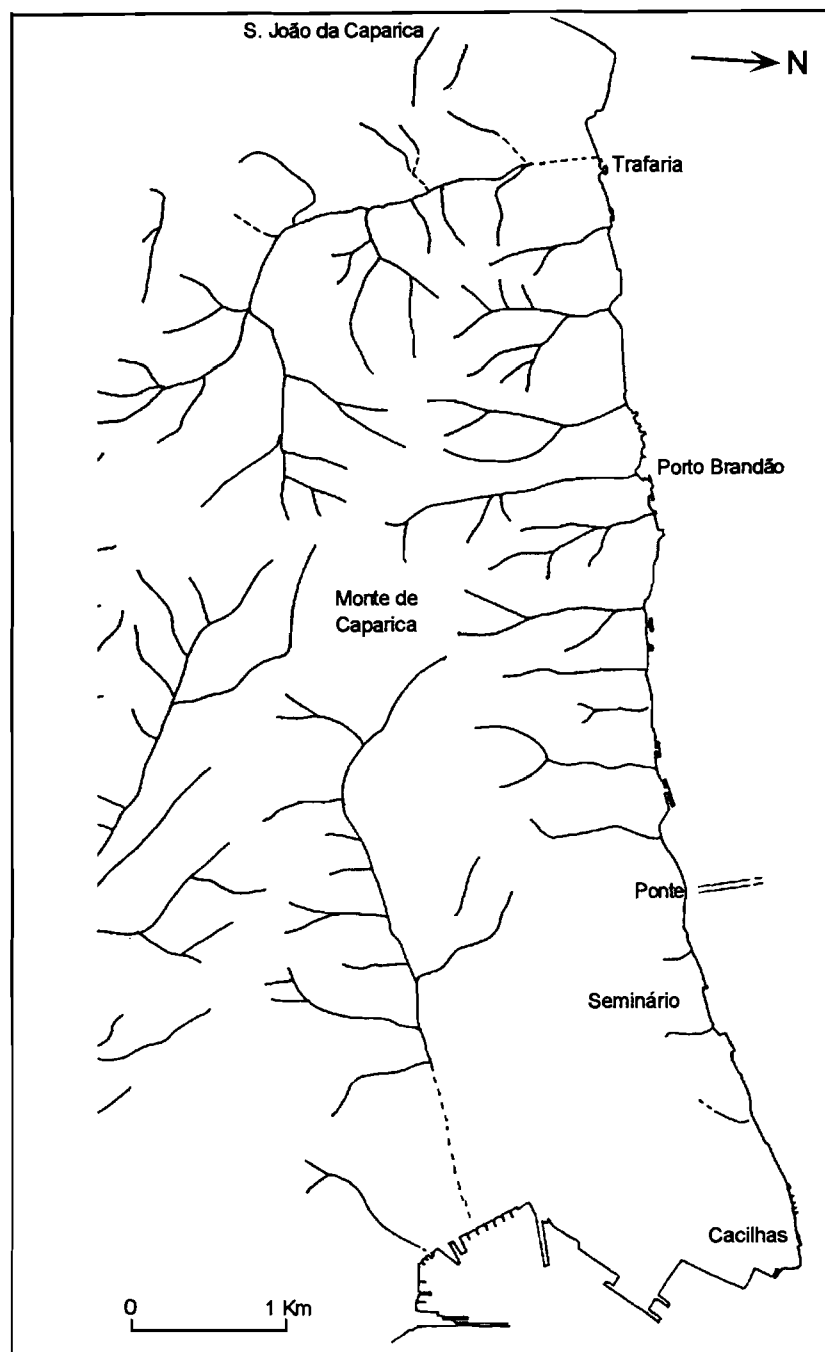 S. João da Caparica
N
Trafaria
Porto Brandão
Monte de
Caparica
Ponte
Seminário
Cacilhas
0 1 Km